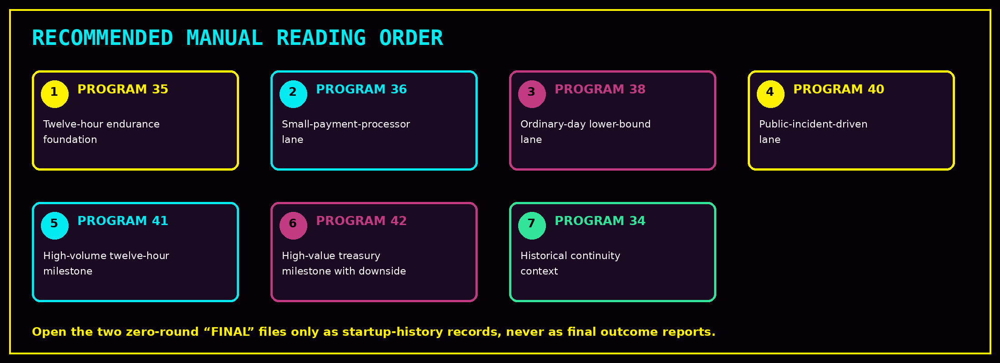 RECOMMENDED MANUAL READING ORDER
1 PROGRAM 35
Twelve-hour endurance
foundation
2 PROGRAM 36
Small-payment-processor
lane
3 PROGRAM 38
Ordinary-day lower-bound
lane
4 PROGRAM 40
Public-incident-driven
lane
5 PROGRAM 41
High-volume twelve-hour
milestone
6 PROGRAM 42
High-value treasury
milestone with downside
7 PROGRAM 34
Historical continuity
context
Open the two zero-round “FINAL” files only as startup-history records, never as final outcome reports.